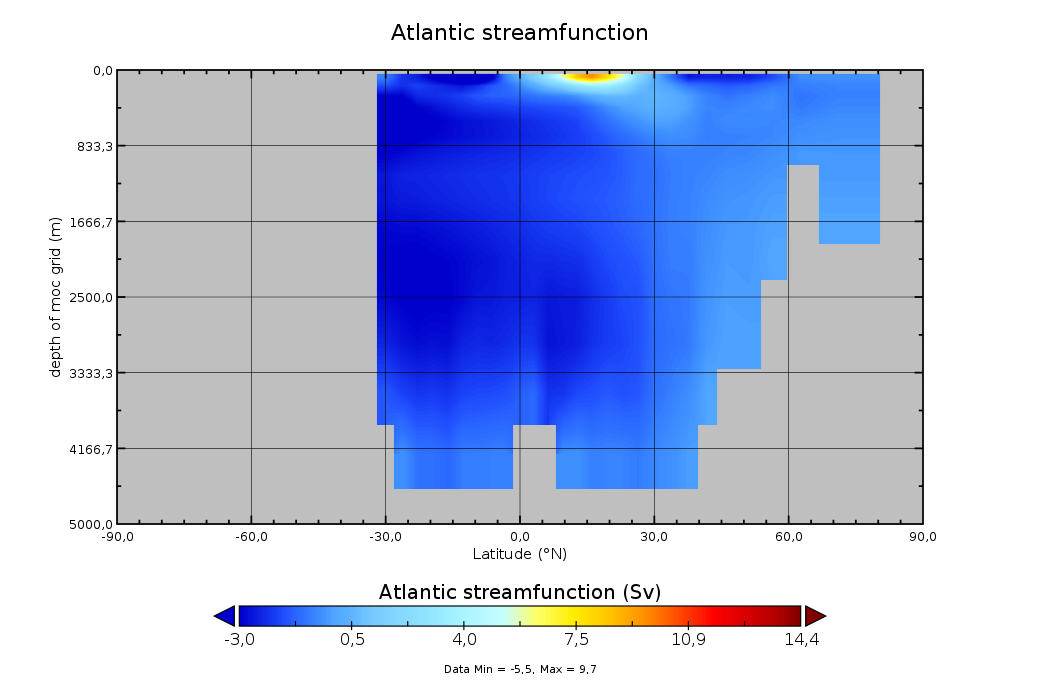 Atlantic streamfunction
0,0
833,3
1666,7
2500,0
3333,3
4166,7
5000,0
depth of moc grid (m)
-90,0 -60,0 -30,0 0,0 30,0 60,0 90,0
Latitude (°N)
Atlantic streamfunction (Sv)
-3,0 0,5 4,0 7,5 10,9 14,4
Data Min = -5,5, Max = 9,7